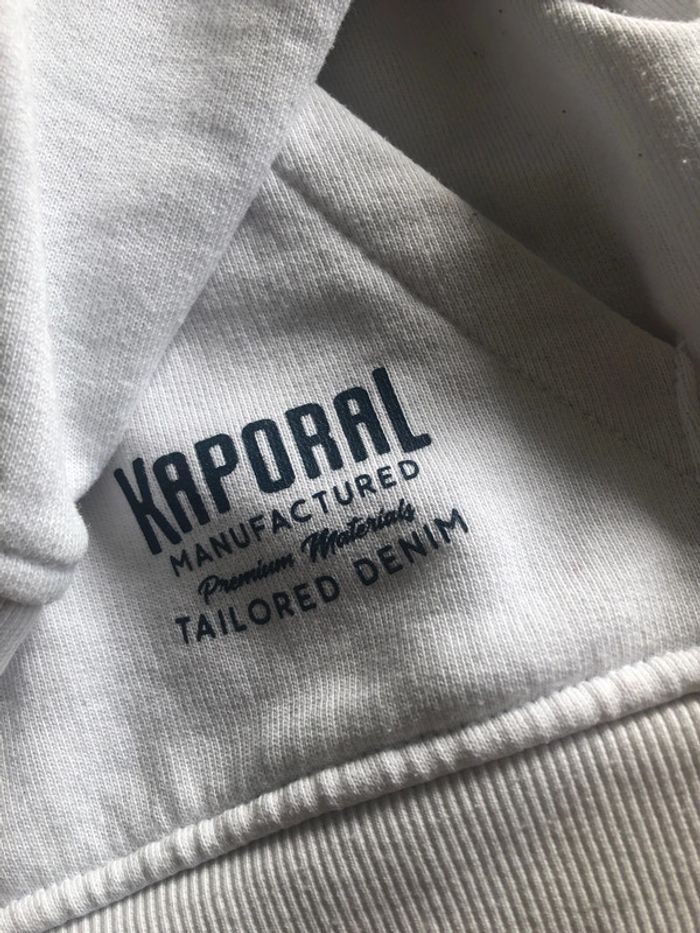 KAPORAL
MANUFACTURED
Premium Materials
TAILORED DENIM